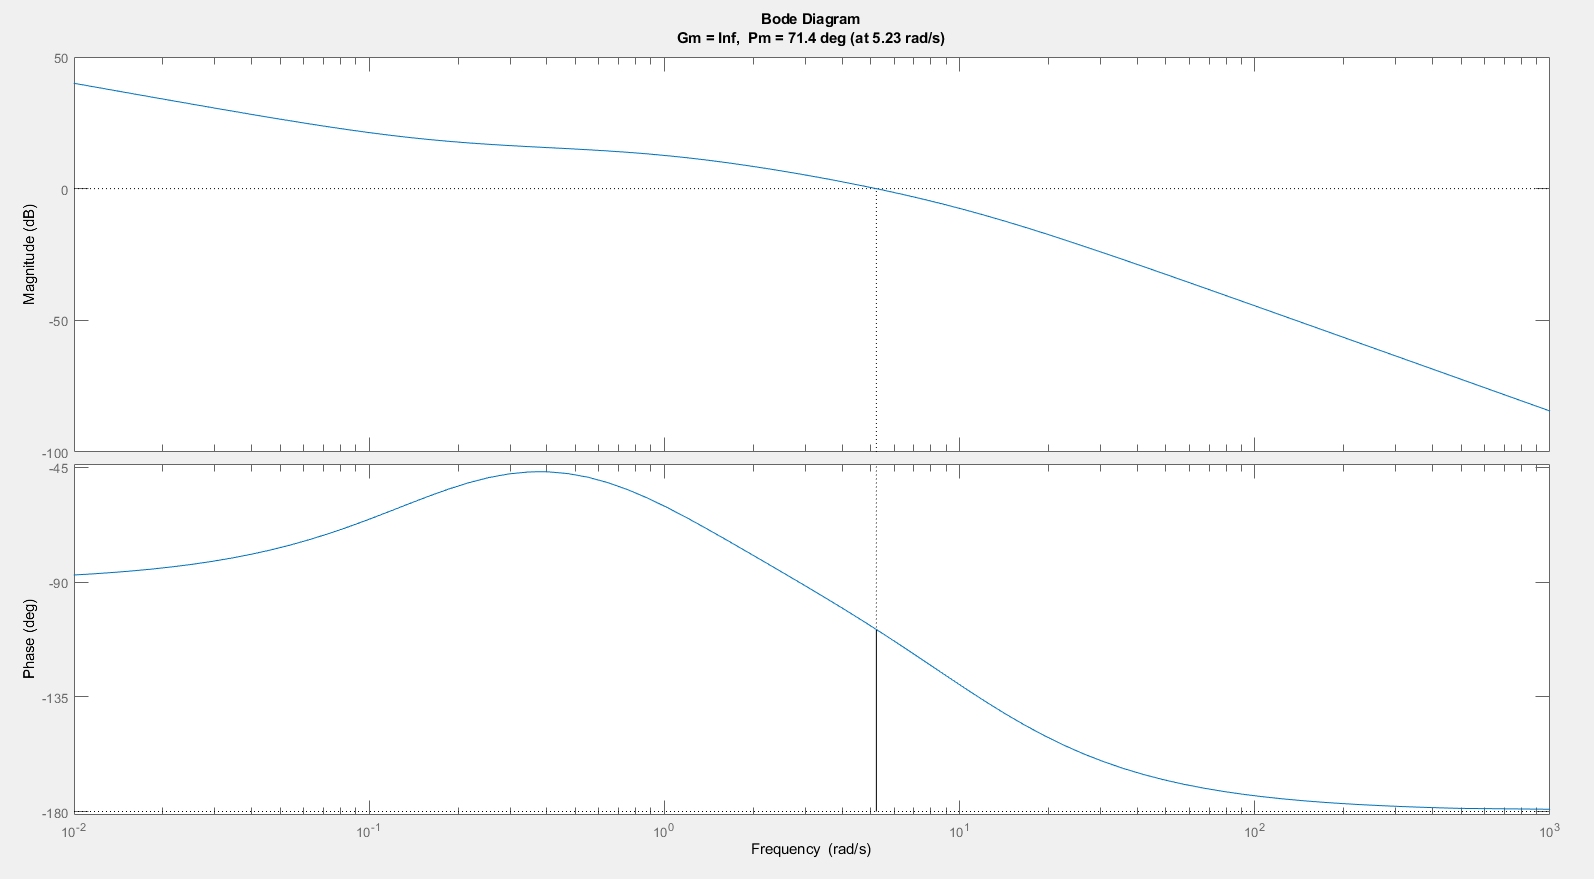 Bode Diagram
Gm = Inf,  Pm = 71.4 deg (at 5.23 rad/s)
Magnitude (dB)
50
0
-50
-100
Phase (deg)
-45
-90
-135
-180
10^-2
10^-1
10^0
10^1
10^2
10^3
Frequency  (rad/s)